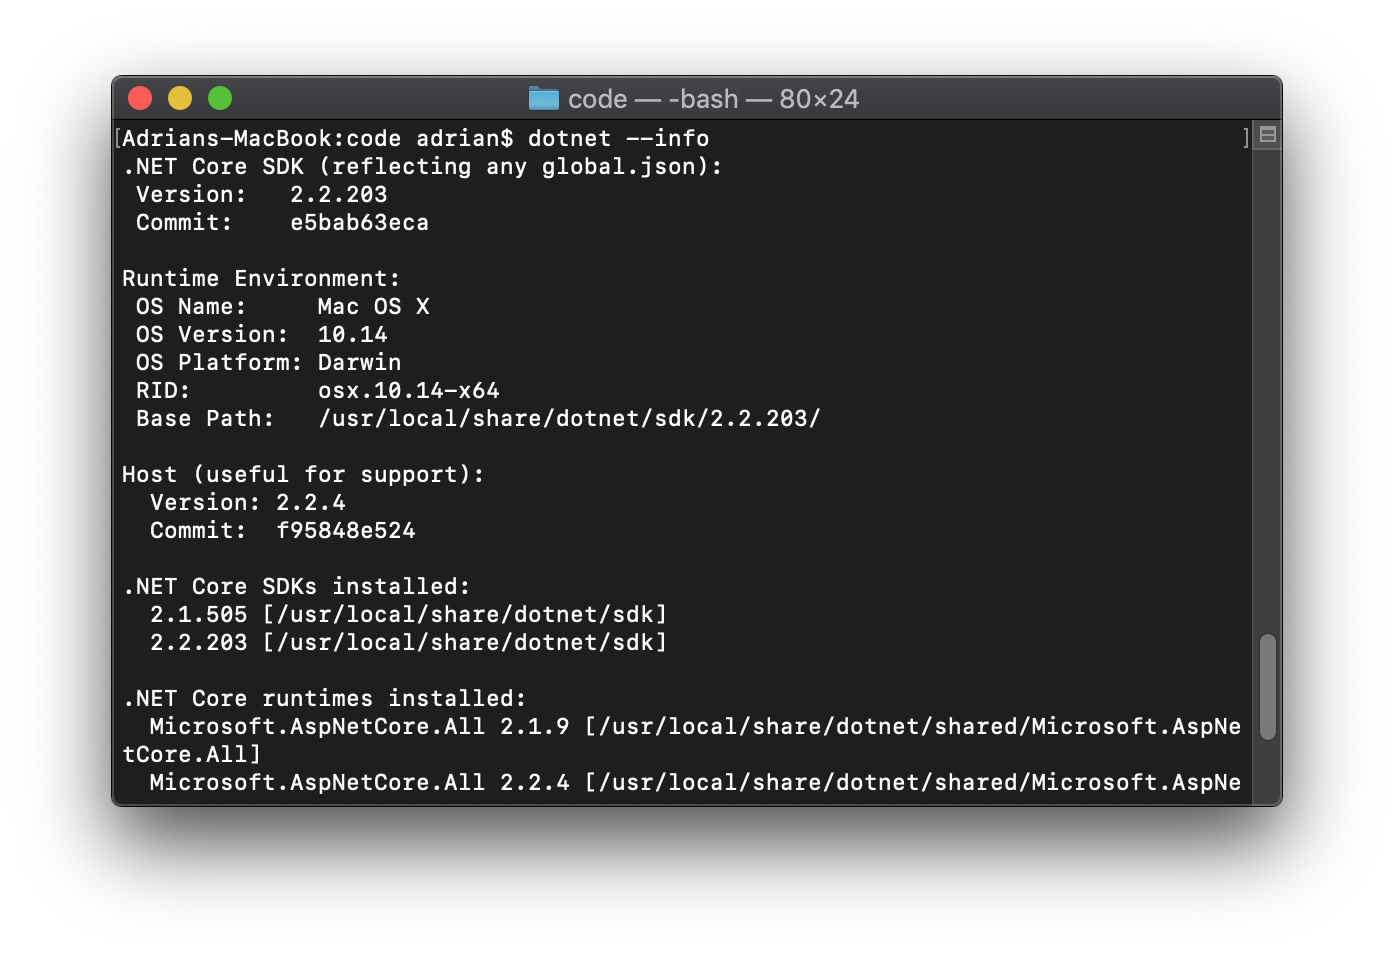 code — -bash — 80×24
[Adrians-MacBook:code adrian$ dotnet --info ]
.NET Core SDK (reflecting any global.json):
 Version:   2.2.203
 Commit:    e5bab63eca

Runtime Environment:
 OS Name:     Mac OS X
 OS Version:  10.14
 OS Platform: Darwin
 RID:         osx.10.14-x64
 Base Path:   /usr/local/share/dotnet/sdk/2.2.203/

Host (useful for support):
  Version: 2.2.4
  Commit:  f95848e524

.NET Core SDKs installed:
  2.1.505 [/usr/local/share/dotnet/sdk]
  2.2.203 [/usr/local/share/dotnet/sdk]

.NET Core runtimes installed:
  Microsoft.AspNetCore.All 2.1.9 [/usr/local/share/dotnet/shared/Microsoft.AspNe
tCore.All]
  Microsoft.AspNetCore.All 2.2.4 [/usr/local/share/dotnet/shared/Microsoft.AspNe